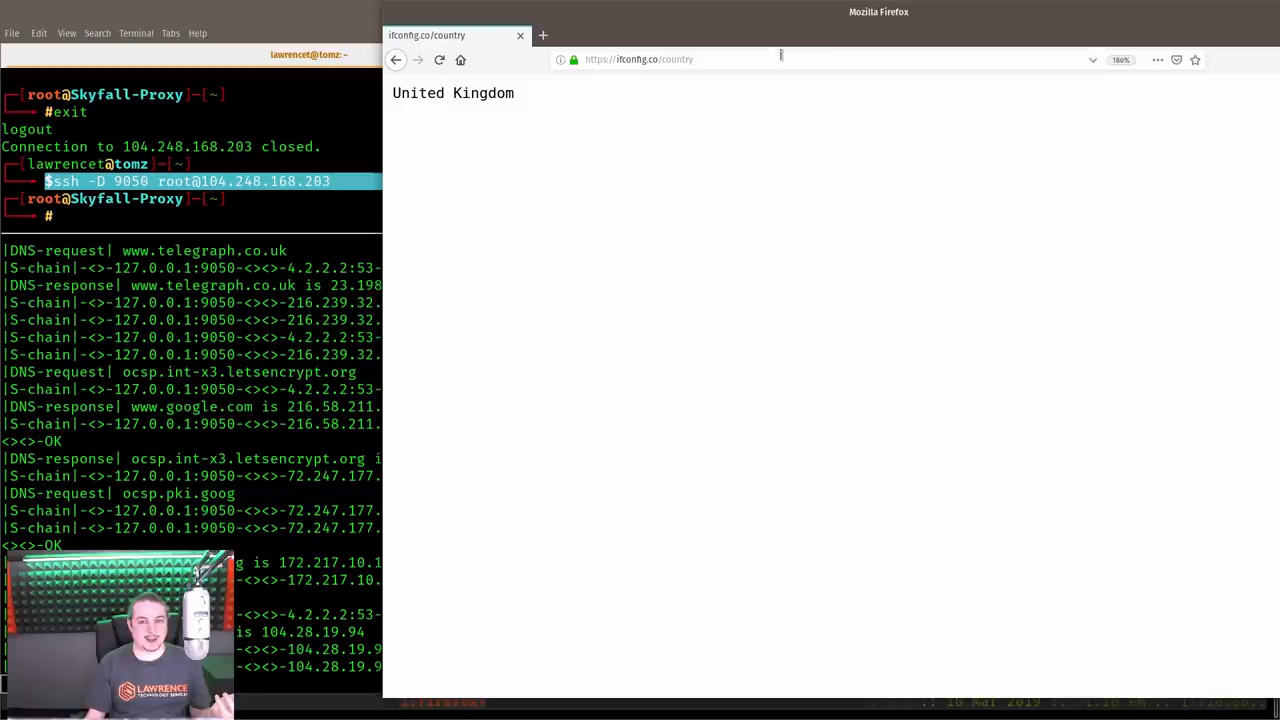 Mozilla Firefox
File Edit View Search Terminal Tabs Help
ifconfig.co/country
lawrencet@tomz: ~
https://ifconfig.co/country
180%
United Kingdom
[root@Skyfall-Proxy]─[~]
#exit
logout
Connection to 104.248.168.203 closed.
[lawrencet@tomz]─[~]
$ssh -D 9050 root@104.248.168.203
[root@Skyfall-Proxy]─[~]
#
|DNS-request| www.telegraph.co.uk
|S-chain|-<>-127.0.0.1:9050-<><>-4.2.2.2:53-
|DNS-response| www.telegraph.co.uk is 23.198
|S-chain|-<>-127.0.0.1:9050-<><>-216.239.32.
|S-chain|-<>-127.0.0.1:9050-<><>-216.239.32.
|S-chain|-<>-127.0.0.1:9050-<><>-4.2.2.2:53-
|S-chain|-<>-127.0.0.1:9050-<><>-216.239.32.
|DNS-request| ocsp.int-x3.letsencrypt.org
|S-chain|-<>-127.0.0.1:9050-<><>-4.2.2.2:53-
|DNS-response| www.google.com is 216.58.211.
|S-chain|-<>-127.0.0.1:9050-<><>-216.58.211.
<><>-OK
|DNS-response| ocsp.int-x3.letsencrypt.org i
|S-chain|-<>-127.0.0.1:9050-<><>-72.247.177.
|DNS-request| ocsp.pki.goog
|S-chain|-<>-127.0.0.1:9050-<><>-72.247.177.
|S-chain|-<>-127.0.0.1:9050-<><>-72.247.177.
<><>-OK
g is 172.217.10.1
-<><>-172.217.10.
-<><>-4.2.2.2:53-
is 104.28.19.94
-<><>-104.28.19.9
-<><>-104.28.19.9
LAWRENCE
TECHNOLOGY SERVICES
1:firefox
10 Mar 2019